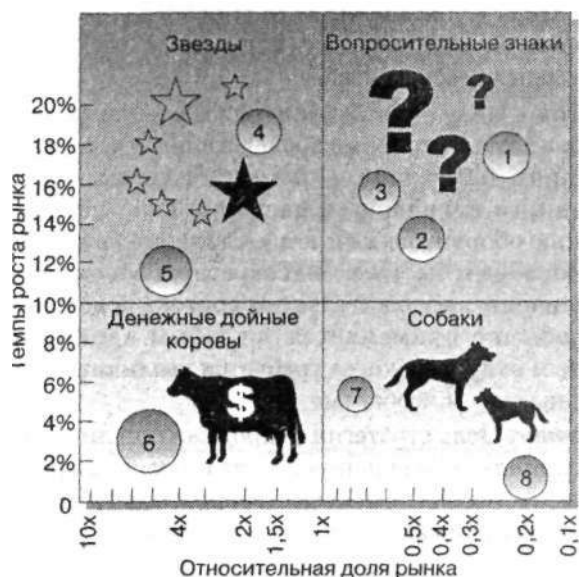 Звезды
Вопросительные знаки
20%
18%
16%
14%
12%
10%
8%
6%
4%
2%
0
Темпы роста рынка
4
5
?
?
?
1
3
2
Денежные дойные
коровы
$
6
Собаки
7
8
10x
4x
2x
1,5x
1x
0,5x
0,4x
0,3x
0,2x
0,1x
Относительная доля рынка